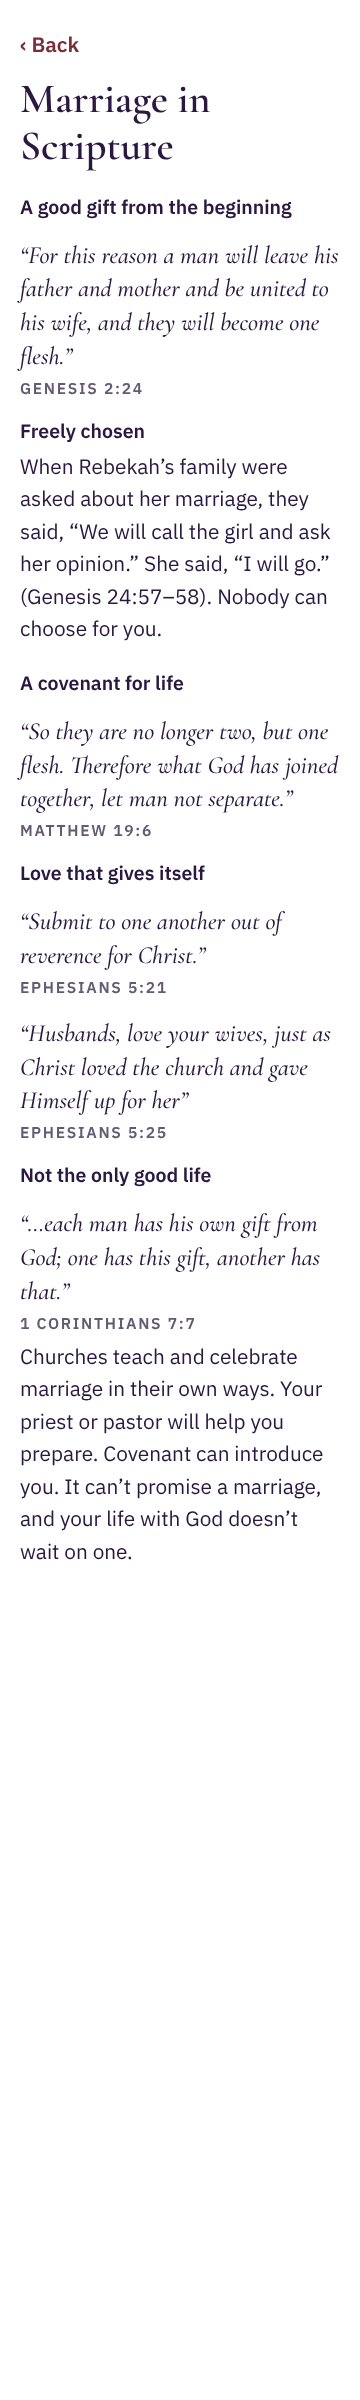 ‹ Back
Marriage in
Scripture
A good gift from the beginning
“For this reason a man will leave his
father and mother and be united to
his wife, and they will become one
flesh.”
GENESIS 2:24
Freely chosen
When Rebekah’s family were
asked about her marriage, they
said, “We will call the girl and ask
her opinion.” She said, “I will go.”
(Genesis 24:57–58). Nobody can
choose for you.
A covenant for life
“So they are no longer two, but one
flesh. Therefore what God has joined
together, let man not separate.”
MATTHEW 19:6
Love that gives itself
“Submit to one another out of
reverence for Christ.”
EPHESIANS 5:21
“Husbands, love your wives, just as
Christ loved the church and gave
Himself up for her”
EPHESIANS 5:25
Not the only good life
“…each man has his own gift from
God; one has this gift, another has
that.”
1 CORINTHIANS 7:7
Churches teach and celebrate
marriage in their own ways. Your
priest or pastor will help you
prepare. Covenant can introduce
you. It can’t promise a marriage,
and your life with God doesn’t
wait on one.